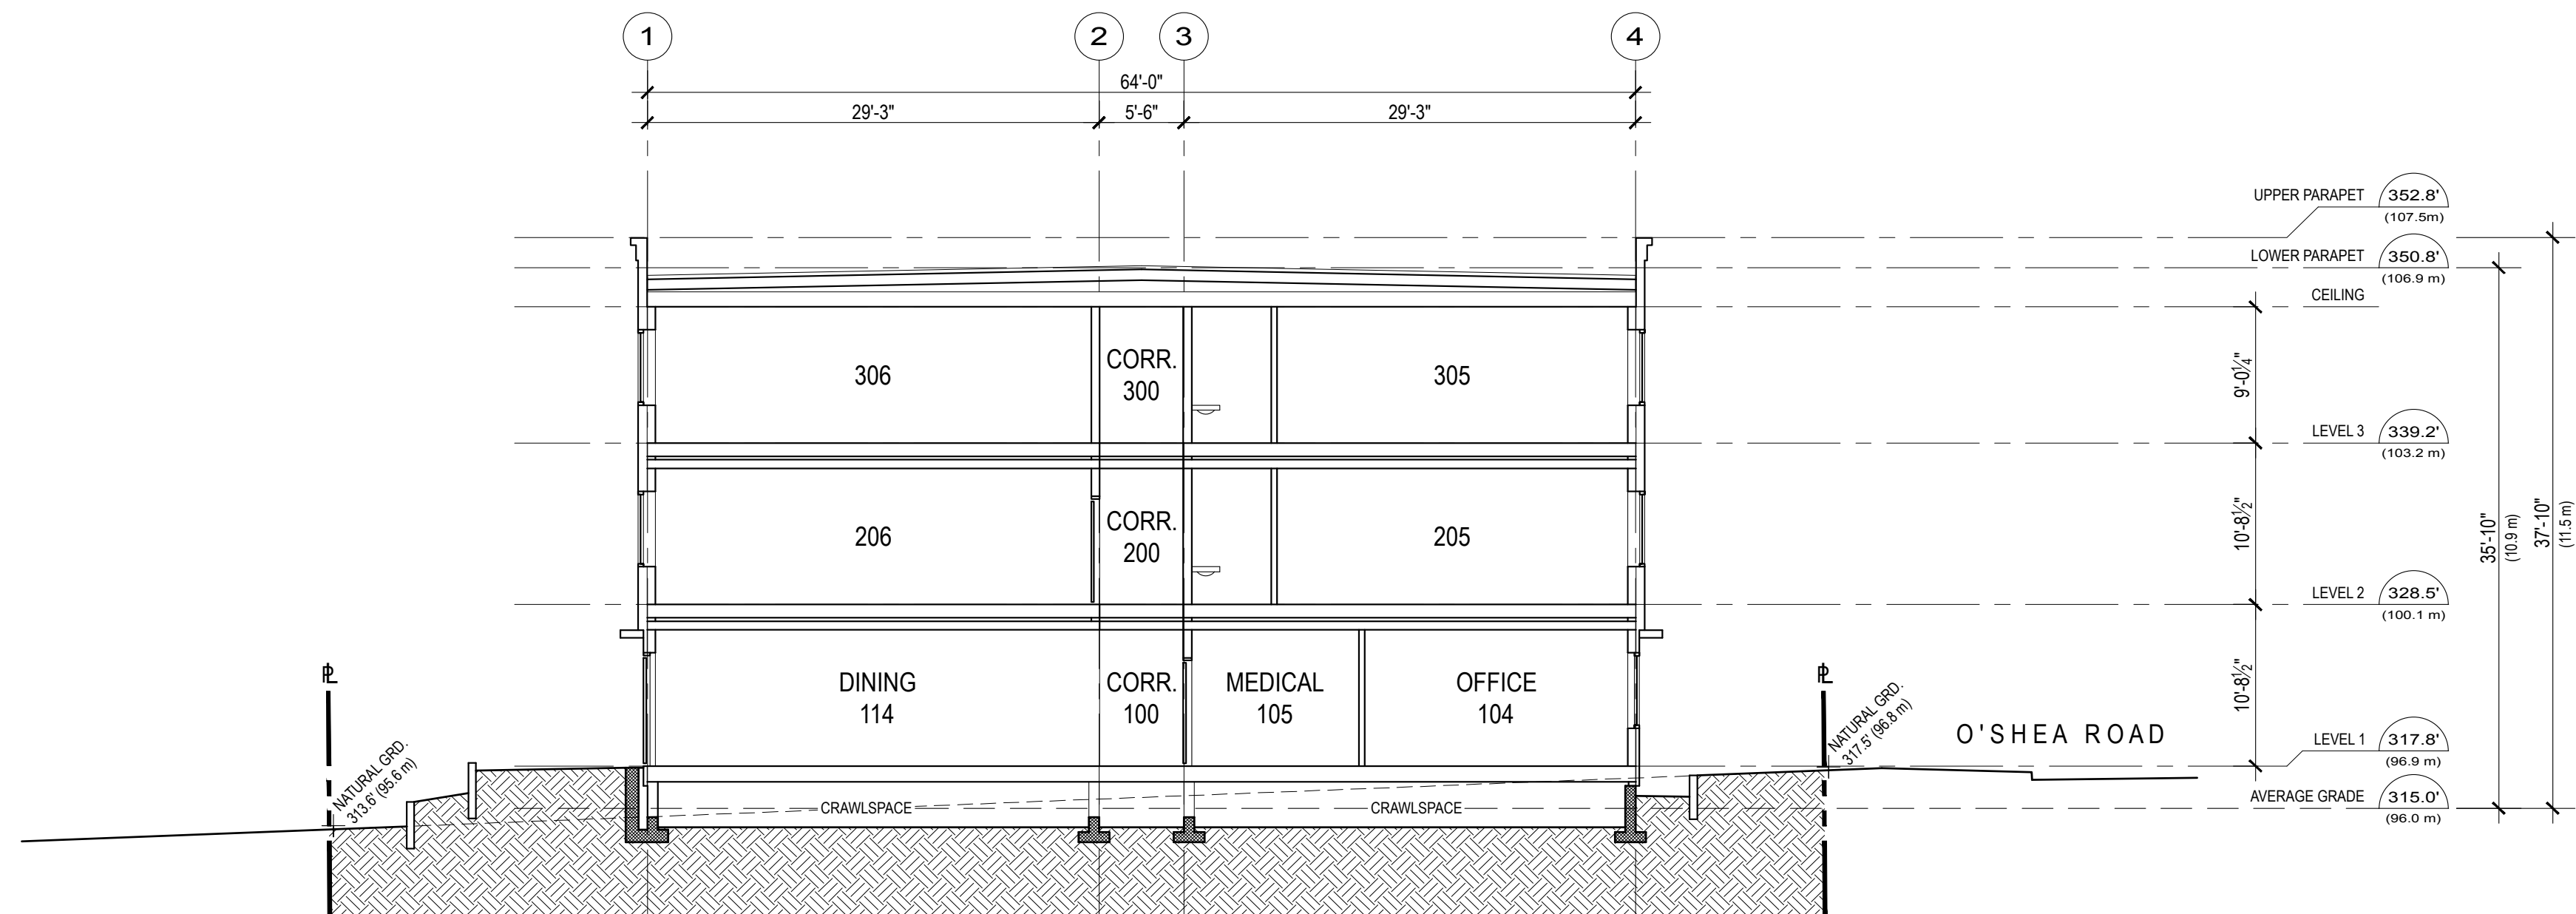 1
2
3
4
64'-0"
29'-3"
5'-6"
29'-3"
UPPER PARAPET 352.8'
(107.5m)
LOWER PARAPET 350.8'
(106.9 m)
CEILING
306
CORR.
300
305
9'-0¼"
LEVEL 3 339.2'
(103.2 m)
206
CORR.
200
205
10'-8½"
35'-10"
(10.9 m)
37'-10"
(11.5 m)
LEVEL 2 328.5'
(100.1 m)
DINING
114
CORR.
100
MEDICAL
105
OFFICE
104
10'-8½"
PL
PL
NATURAL GRD.
313.6' (95.6 m)
NATURAL GRD.
317.5' (96.8 m)
O'SHEA ROAD
LEVEL 1 317.8'
(96.9 m)
CRAWLSPACE
CRAWLSPACE
AVERAGE GRADE 315.0'
(96.0 m)